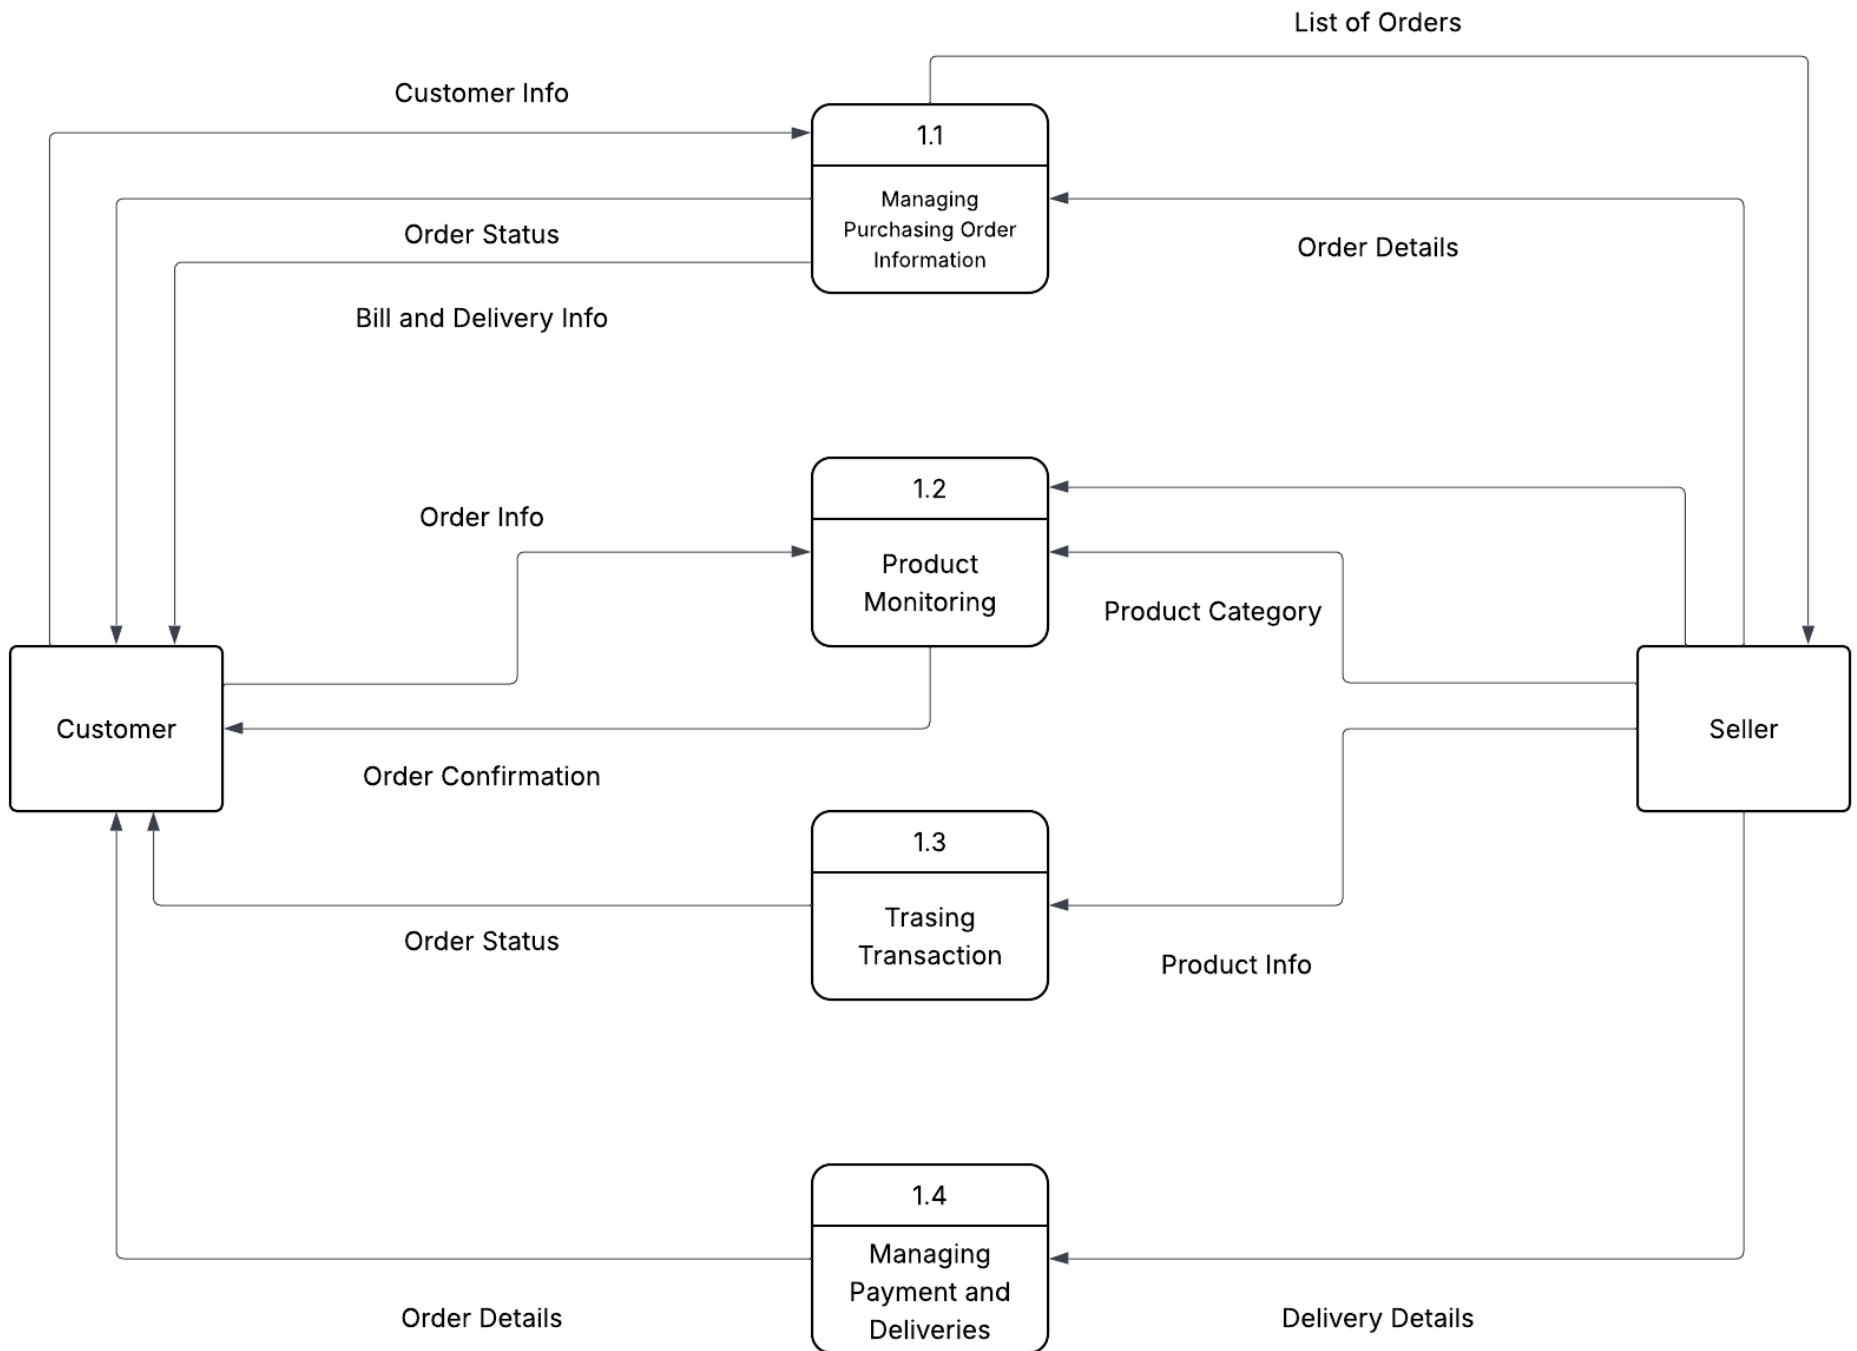 List of Orders
Customer Info
1.1
Managing
Purchasing Order
Information
Order Status
Order Details
Bill and Delivery Info
1.2
Order Info
Product
Monitoring
Product Category
Customer
Seller
Order Confirmation
1.3
Trasing
Transaction
Order Status
Product Info
1.4
Managing
Payment and
Deliveries
Order Details
Delivery Details